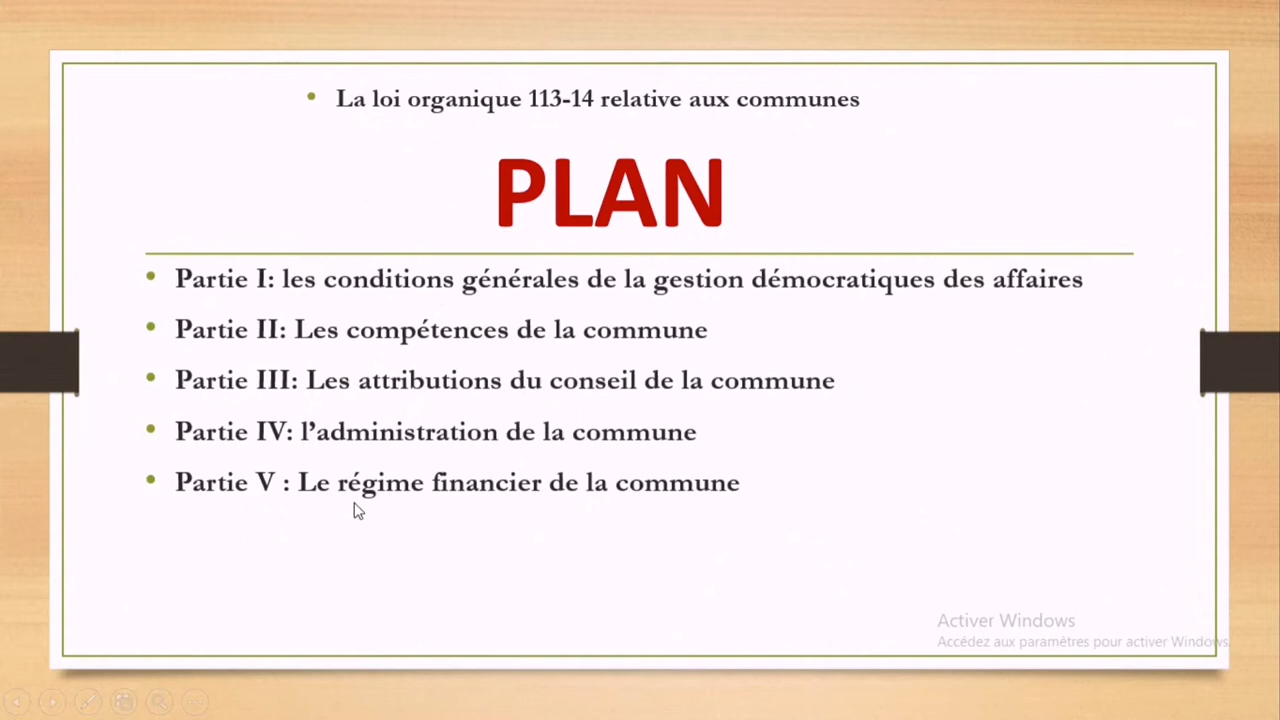 La loi organique 113-14 relative aux communes
PLAN
Partie I: les conditions générales de la gestion démocratiques des affaires
Partie II: Les compétences de la commune
Partie III: Les attributions du conseil de la commune
Partie IV: l’administration de la commune
Partie V : Le régime financier de la commune
Activer Windows
Accédez aux paramètres pour activer Windows.